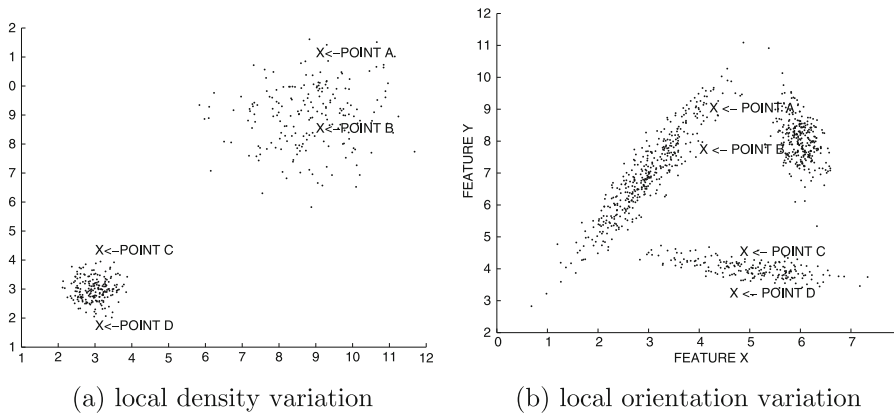 2
1
0
9
8
7
6
5
4
3
2
1
1 2 3 4 5 6 7 8 9 10 11 12
X<-POINT A
X<-POINT B
X<-POINT C
X<-POINT D
(a) local density variation
12
11
10
9
8
7
6
5
4
3
2
2 0 1 2 3 4 5 6 7
FEATURE Y
FEATURE X
X <- POINT A
X <- POINT B
X <- POINT C
X <- POINT D
(b) local orientation variation